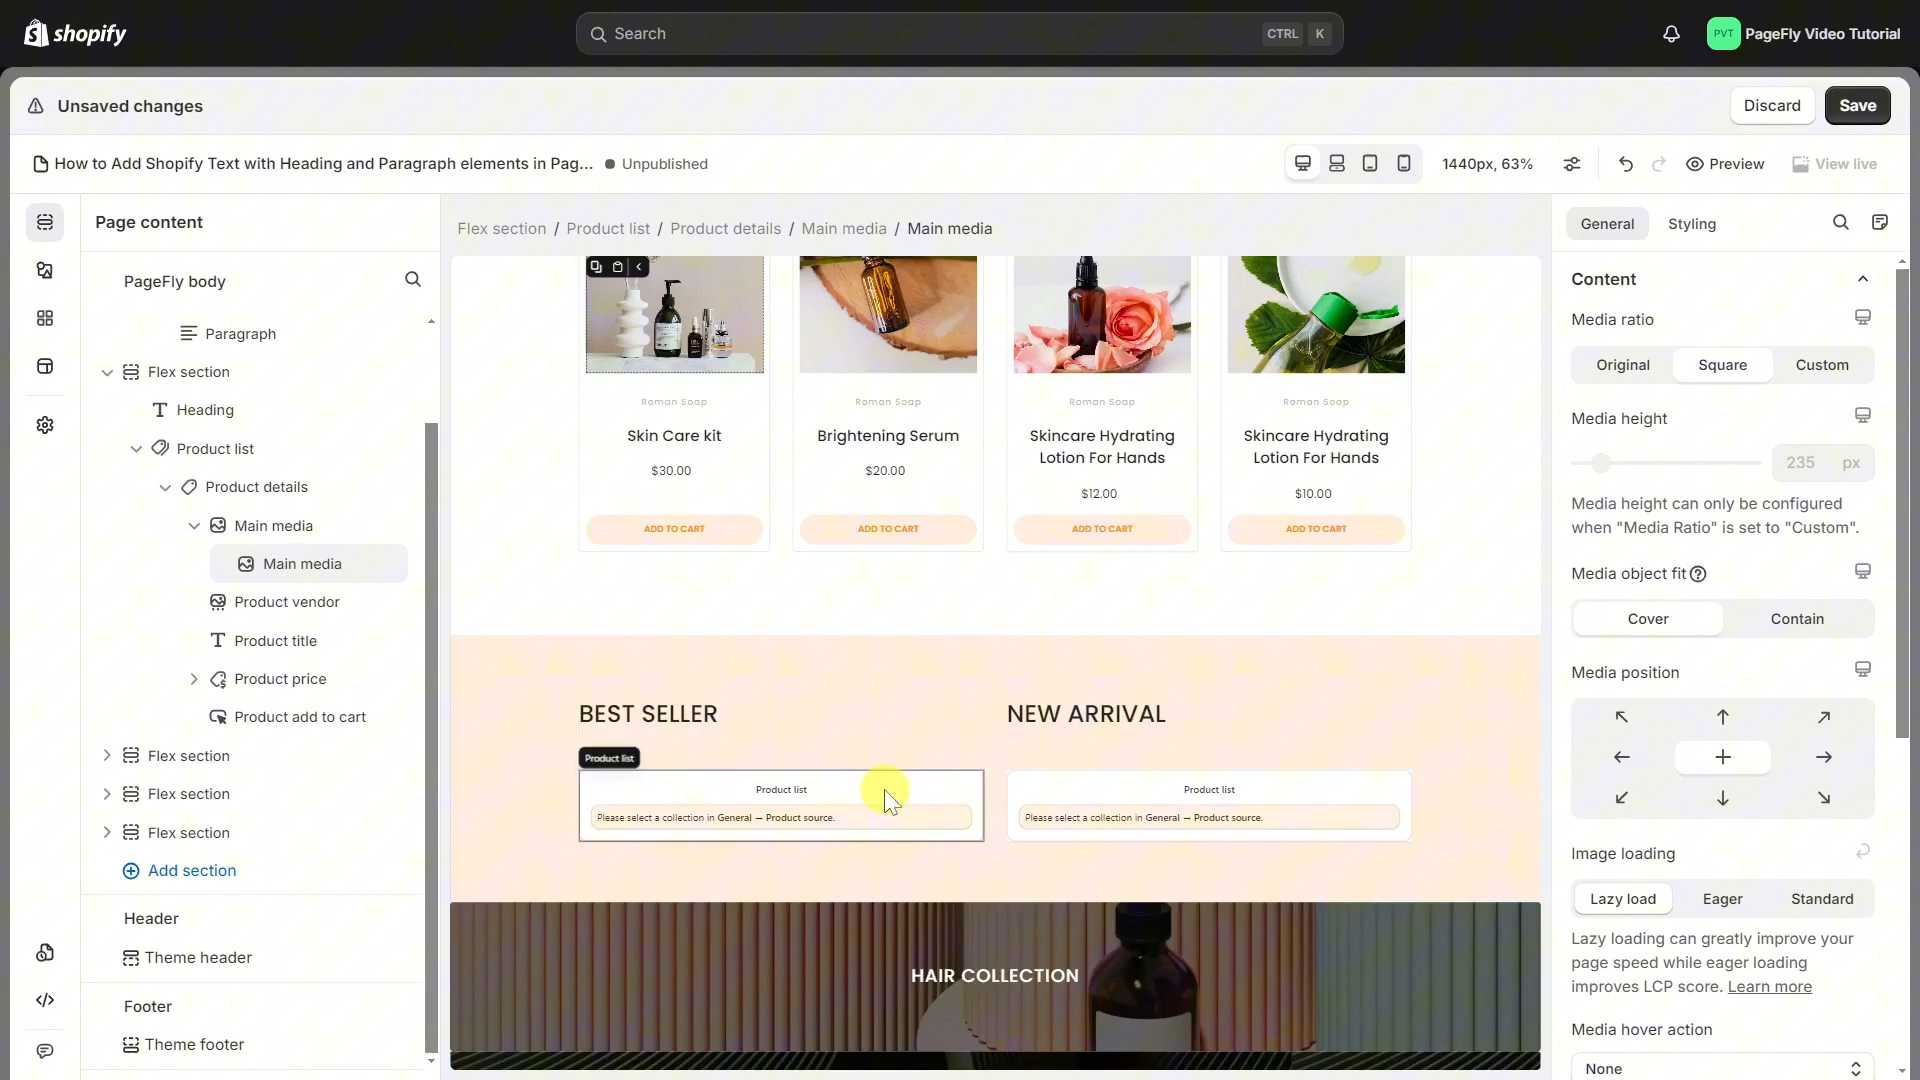 shopify
Search
CTRL K
PVT
PageFly Video Tutorial
Unsaved changes
Discard
Save
How to Add Shopify Text with Heading and Paragraph elements in Pag...
Unpublished
1440px, 63%
Preview
View live
Page content
PageFly body
Paragraph
Flex section
Heading
Product list
Product details
Main media
Main media
Product vendor
Product title
Product price
Product add to cart
Flex section
Flex section
Flex section
Add section
Header
Theme header
Footer
Theme footer
Flex section / Product list / Product details / Main media / Main media
Roman Soap
Skin Care kit
$30.00
ADD TO CART
Roman Soap
Brightening Serum
$20.00
ADD TO CART
Roman Soap
Skincare Hydrating
Lotion For Hands
$12.00
ADD TO CART
Roman Soap
Skincare Hydrating
Lotion For Hands
$10.00
ADD TO CART
BEST SELLER
Product list
Product list
Please select a collection in General → Product source.
NEW ARRIVAL
Product list
Please select a collection in General → Product source.
HAIR COLLECTION
General
Styling
Content
Media ratio
Original
Square
Custom
Media height
235 px
Media height can only be configured
when "Media Ratio" is set to "Custom".
Media object fit
Cover
Contain
Media position
Image loading
Lazy load
Eager
Standard
Lazy loading can greatly improve your
page speed while eager loading
improves LCP score. Learn more
Media hover action
None